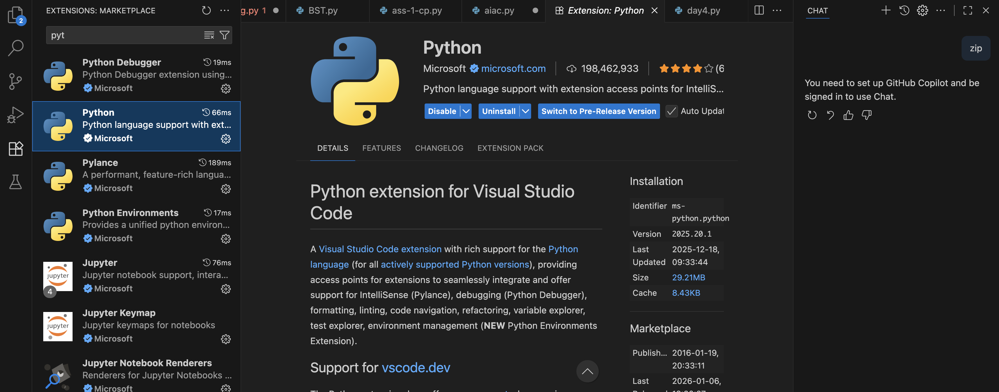 2
EXTENSIONS: MARKETPLACE
pyt
Python Debugger 19ms
Python Debugger extension using...
Microsoft
Python 66ms
Python language support with ext...
Microsoft
Pylance 189ms
A performant, feature-rich langua...
Microsoft
Python Environments 17ms
Provides a unified python environ...
Microsoft
jupyter
4
Jupyter 76ms
Jupyter notebook support, intera...
Microsoft
jupyter
Jupyter Keymap
Jupyter keymaps for notebooks
Microsoft
Jupyter Notebook Renderers
Renderers for Jupyter Notebooks ...
Microsoft
g.py 1
BST.py
ass-1-cp.py
aiac.py
Extension: Python
day4.py
Python
Microsoft microsoft.com 198,462,933 (6
Python language support with extension access points for IntelliS...
Disable Uninstall Switch to Pre-Release Version Auto Updat
DETAILS FEATURES CHANGELOG EXTENSION PACK
Python extension for Visual Studio
Code
A Visual Studio Code extension with rich support for the Python
language (for all actively supported Python versions), providing
access points for extensions to seamlessly integrate and offer
support for IntelliSense (Pylance), debugging (Python Debugger),
formatting, linting, code navigation, refactoring, variable explorer,
test explorer, environment management (NEW Python Environments
Extension).
Support for vscode.dev
Installation
Identifier ms-
python.python
Version 2025.20.1
Last 2025-12-18,
Updated 09:33:44
Size 29.21MB
Cache 8.43KB
Marketplace
Publish... 2016-01-19,
20:33:11
Last 2026-01-06,
CHAT
zip
You need to set up GitHub Copilot and be
signed in to use Chat.